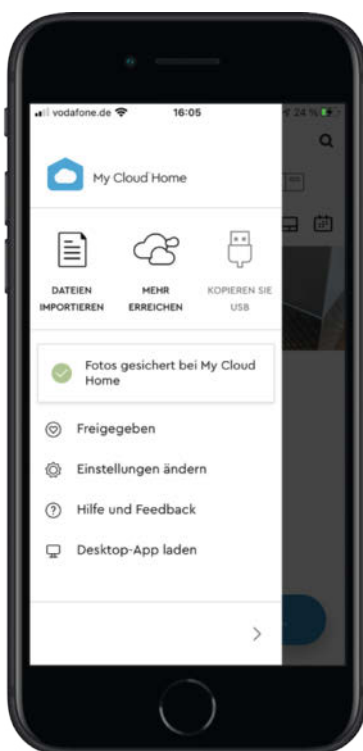 vodafone.de 16:05 24 %
My Cloud Home
DATEIEN IMPORTIEREN
MEHR ERREICHEN
KOPIEREN SIE USB
Fotos gesichert bei My Cloud
Home
Freigegeben
Einstellungen ändern
Hilfe und Feedback
Desktop-App laden